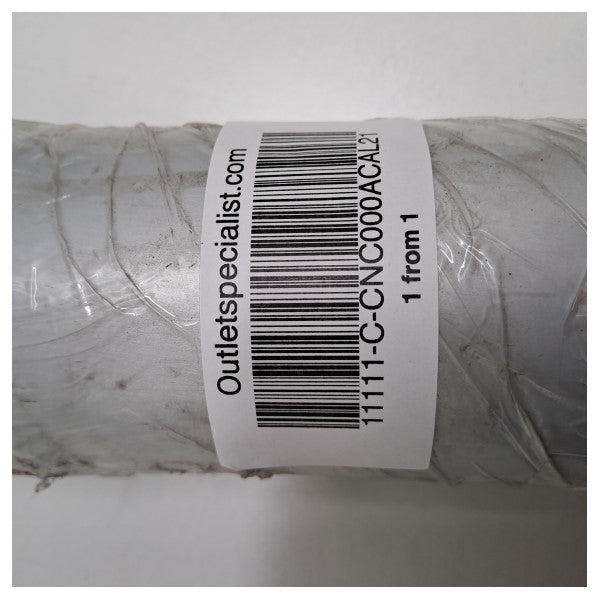 Outletspecialist.com
11111-C-CNC000ACAL21
1 from 1